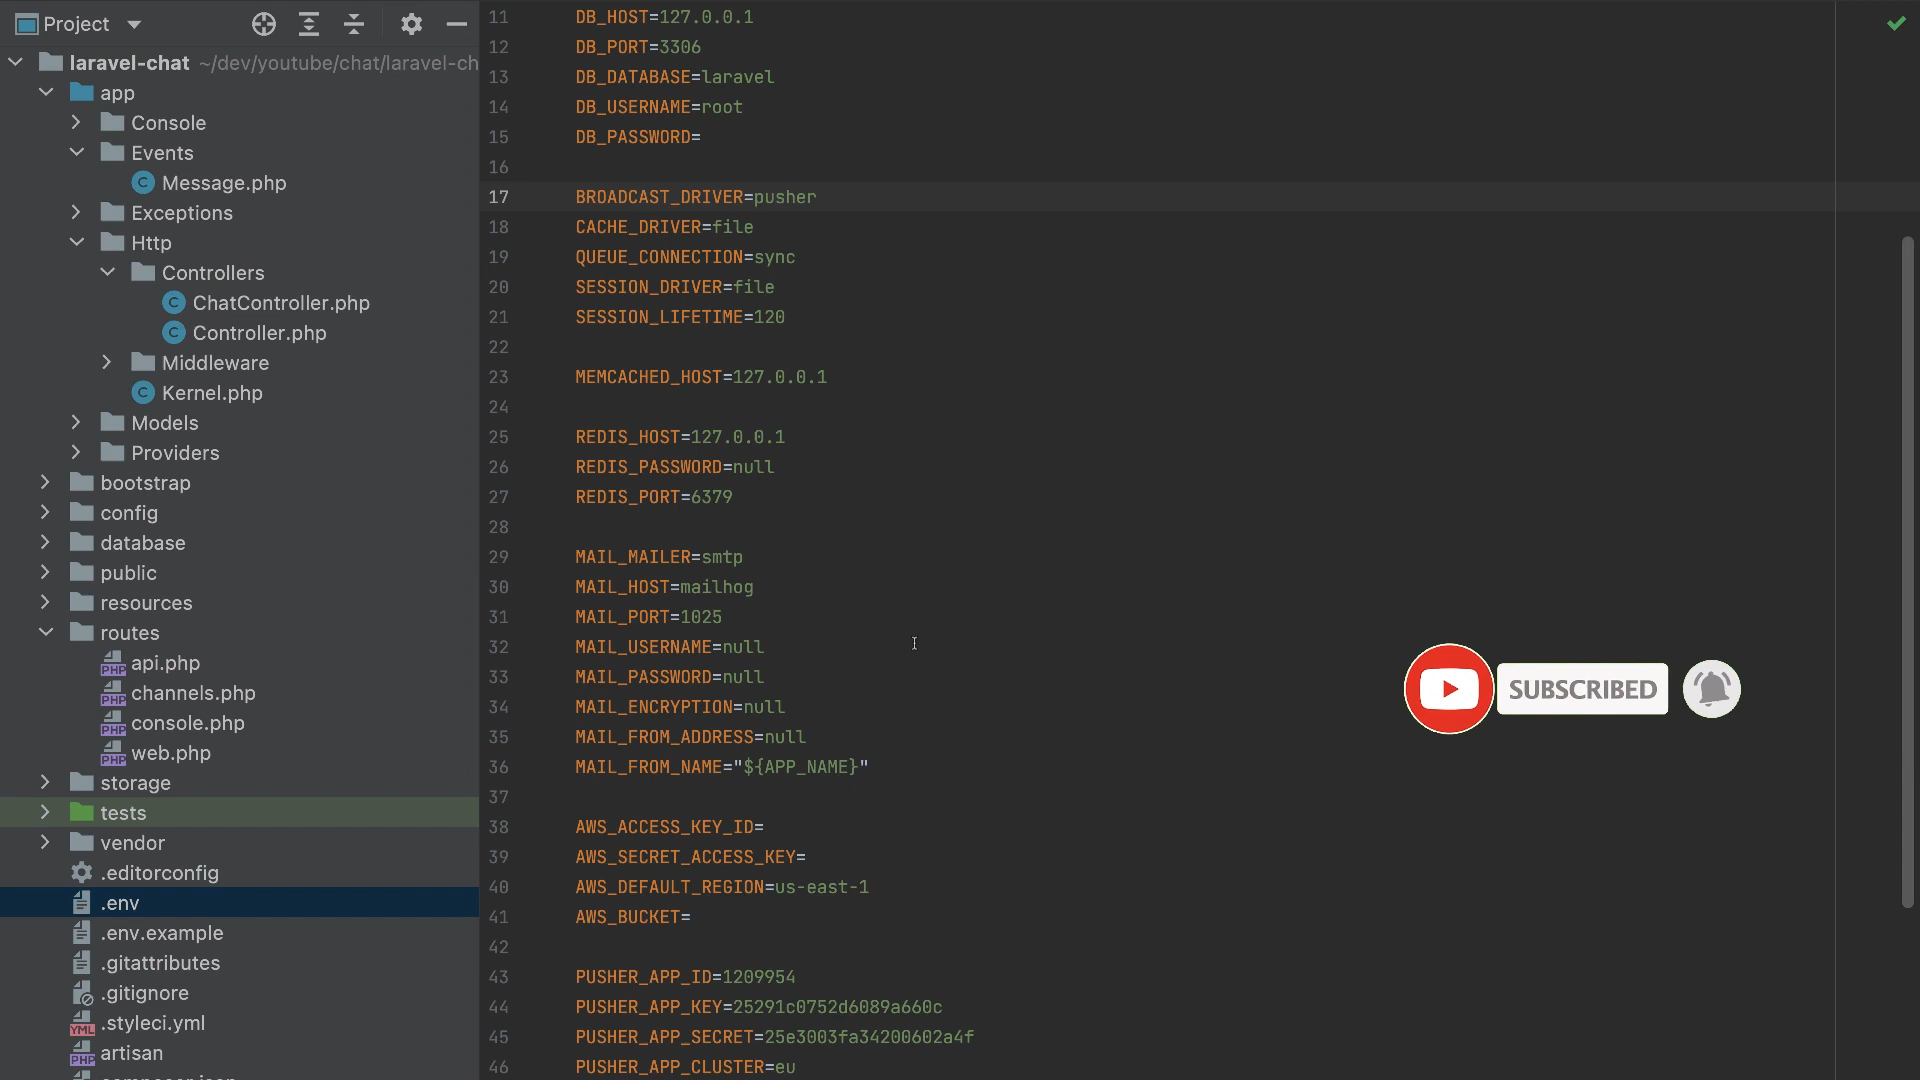 Project
laravel-chat ~/dev/youtube/chat/laravel-ch
app
Console
Events
Message.php
Exceptions
Http
Controllers
ChatController.php
Controller.php
Middleware
Kernel.php
Models
Providers
bootstrap
config
database
public
resources
routes
api.php
channels.php
console.php
web.php
storage
tests
vendor
.editorconfig
.env
.env.example
.gitattributes
.gitignore
.styleci.yml
artisan
11 DB_HOST=127.0.0.1
12 DB_PORT=3306
13 DB_DATABASE=laravel
14 DB_USERNAME=root
15 DB_PASSWORD=
16
17 BROADCAST_DRIVER=pusher
18 CACHE_DRIVER=file
19 QUEUE_CONNECTION=sync
20 SESSION_DRIVER=file
21 SESSION_LIFETIME=120
22
23 MEMCACHED_HOST=127.0.0.1
24
25 REDIS_HOST=127.0.0.1
26 REDIS_PASSWORD=null
27 REDIS_PORT=6379
28
29 MAIL_MAILER=smtp
30 MAIL_HOST=mailhog
31 MAIL_PORT=1025
32 MAIL_USERNAME=null
33 MAIL_PASSWORD=null
34 MAIL_ENCRYPTION=null
35 MAIL_FROM_ADDRESS=null
36 MAIL_FROM_NAME="${APP_NAME}"
37
38 AWS_ACCESS_KEY_ID=
39 AWS_SECRET_ACCESS_KEY=
40 AWS_DEFAULT_REGION=us-east-1
41 AWS_BUCKET=
42
43 PUSHER_APP_ID=1209954
44 PUSHER_APP_KEY=25291c0752d6089a660c
45 PUSHER_APP_SECRET=25e3003fa34200602a4f
46 PUSHER_APP_CLUSTER=eu
SUBSCRIBED